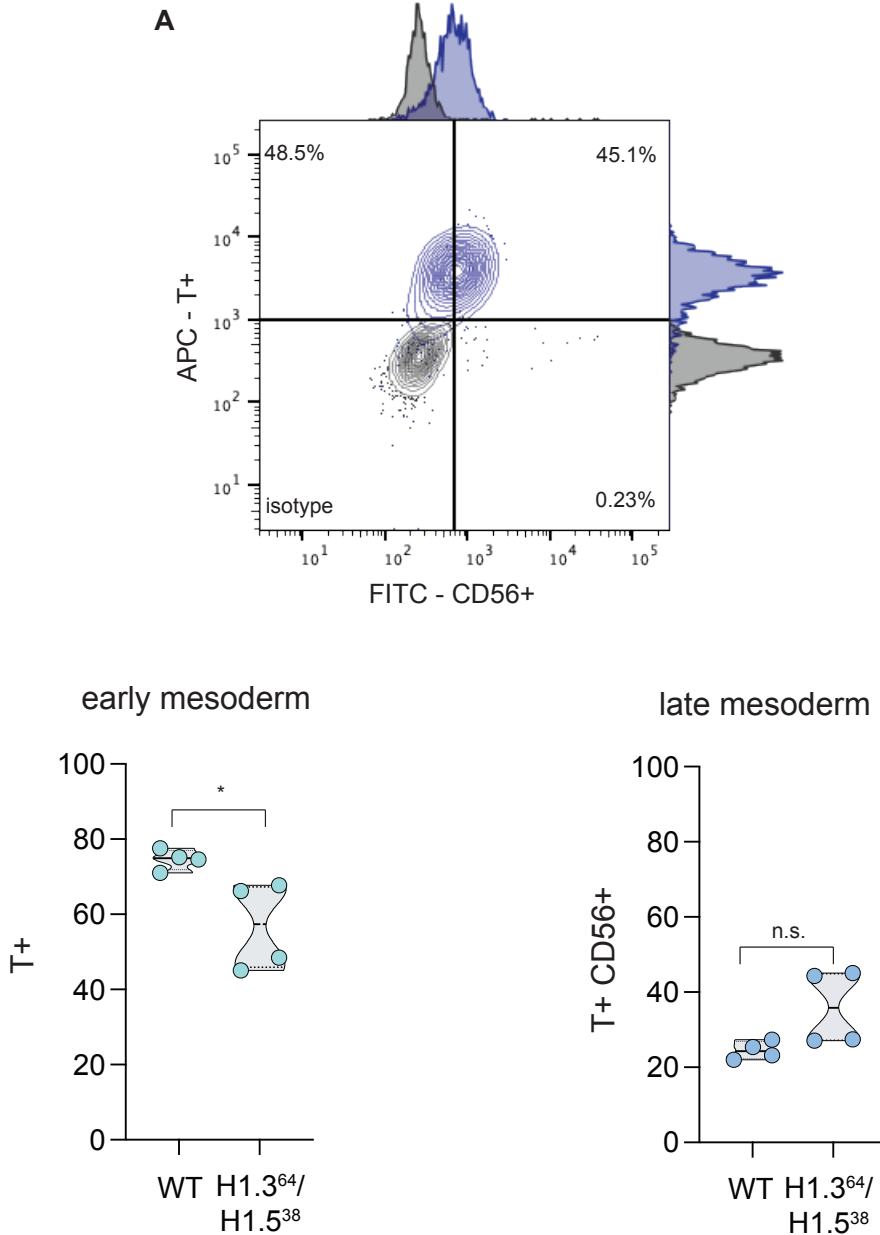 A
48.5%
45.1%
10⁵
10⁴
10³
10²
10¹
APC - T+
isotype
0.23%
10¹ 10² 10³ 10⁴ 10⁵
FITC - CD56+
early mesoderm
100
80
60
40
20
0
T+
*
WT H1.3⁶⁴/
H1.5³⁸
late mesoderm
100
80
60
40
20
0
T+ CD56+
n.s.
WT H1.3⁶⁴/
H1.5³⁸